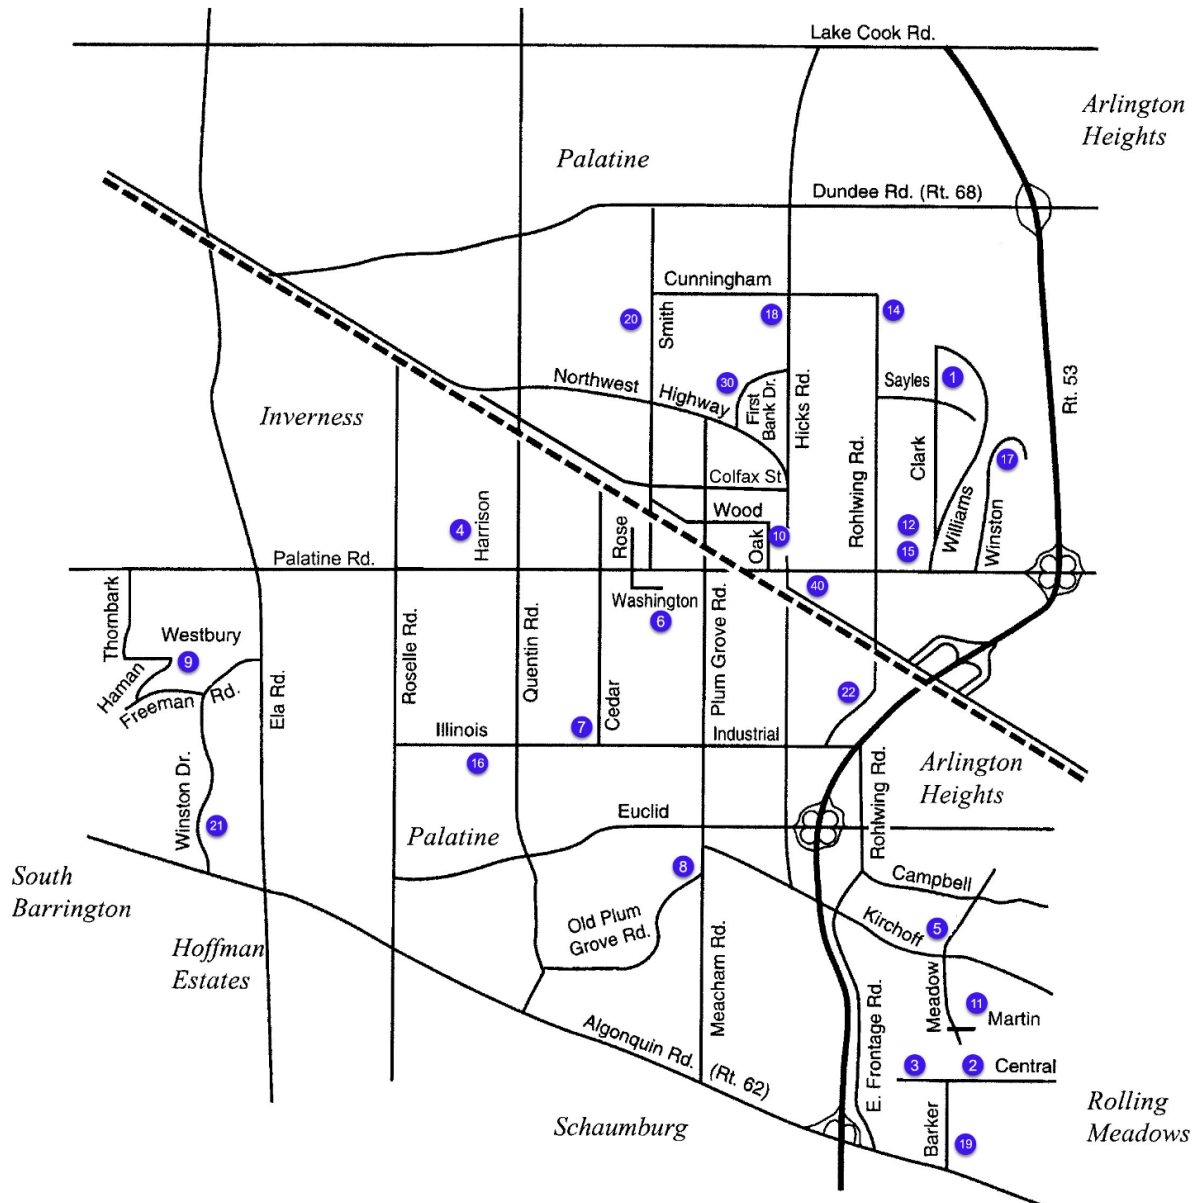 Lake Cook Rd.
Arlington
Heights
Palatine
Dundee Rd. (Rt. 68)
Cunningham
20
Smith
18
14
30
Northwest Highway
First
Bank Dr.
Hicks Rd.
Sayles
1
Rt. 53
Inverness
Colfax St
Rohlwing Rd.
Clark
17
Wood
4
Harrison
Rose
Oak
10
12
15
Williams
Winston
Palatine Rd.
Thornbark
Washington
40
6
Westbury
9
Haman
Freeman Rd.
Ela Rd.
Roselle Rd.
Quentin Rd.
Cedar
Plum Grove Rd.
22
7
Illinois
Industrial
16
Arlington
Heights
Winston Dr.
21
Euclid
Rohlwing Rd.
Palatine
8
Campbell
South
Barrington
Old Plum
Grove Rd.
Kirchoff
5
Hoffman
Estates
Meacham Rd.
E. Frontage Rd.
Meadow
11
Martin
Algonquin Rd. (Rt. 62)
3
2
Central
Schaumburg
Barker
19
Rolling
Meadows